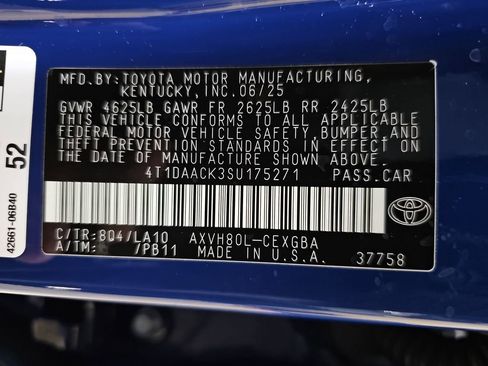 MFD.BY:TOYOTA MOTOR MANUFACTURING,
KENTUCKY,INC.06/25
GVWR 4625LB GAWR FR 2625LB RR 2425LB
THIS VEHICLE CONFORMS TO ALL APPLICABLE
FEDERAL MOTOR VEHICLE SAFETY,BUMPER,AND
THEFT PREVENTION STANDARDS IN EFFECT ON
THE DATE OF MANUFACTURE SHOWN ABOVE.
4T1DAACK3SU175271 PASS.CAR
C/TR:8D4/LA10 AXVH80L-CEXGBA
A/TM: /PB11 MADE IN U.S.A. 37758
TOYOTA
52
42661-06B40